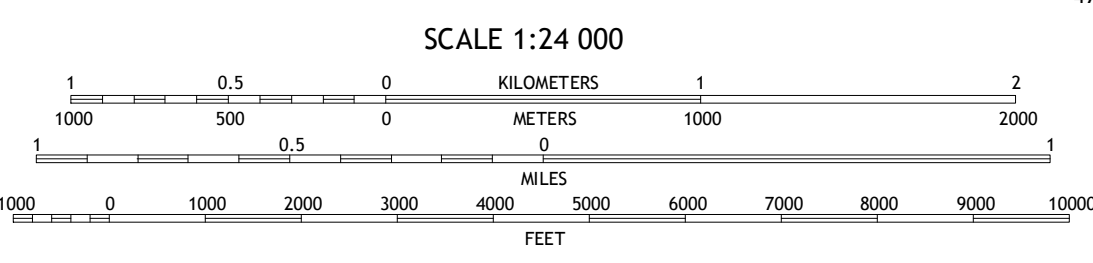 SCALE 1:24 000
1 0.5 0 KILOMETERS 1 2
1000 500 0 METERS 1000 2000
1 0.5 0 1
MILES
1000 0 1000 2000 3000 4000 5000 6000 7000 8000 9000 10000
FEET